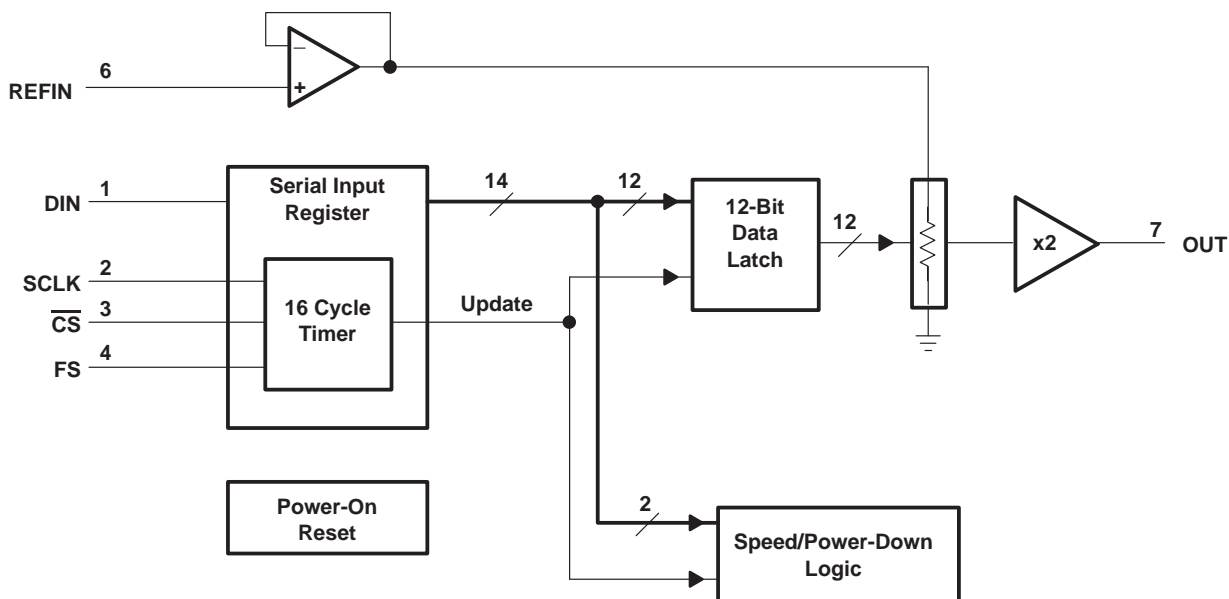 6
REFIN
−
+
DIN
1
Serial Input
Register
14
12
12-Bit
Data
Latch
12
x2
7
OUT
SCLK
2
C̅S̅
3
FS
4
16 Cycle
Timer
Update
Power-On
Reset
2
Speed/Power-Down
Logic